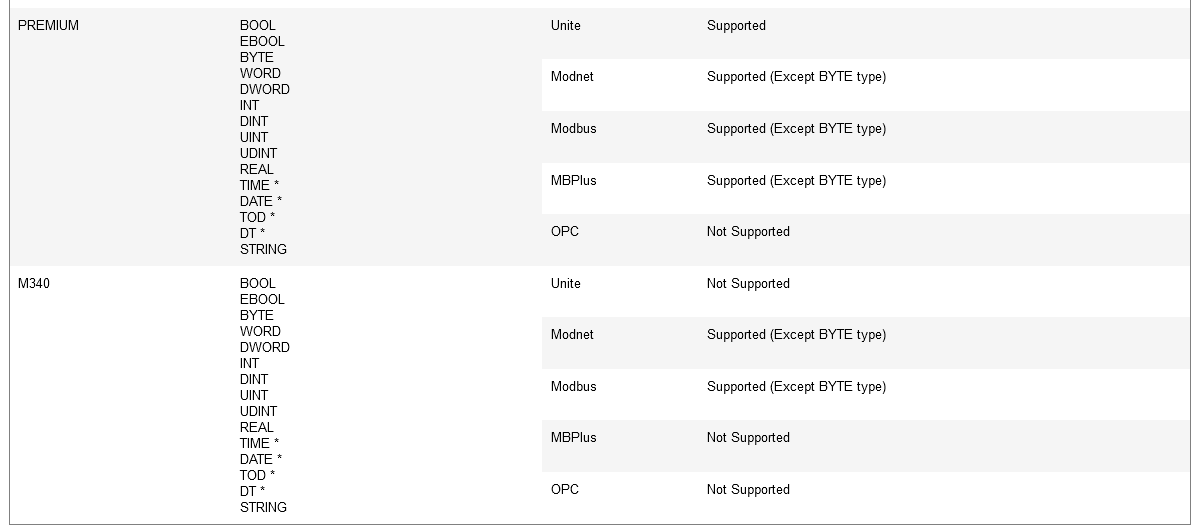 PREMIUM
BOOL
EBOOL
BYTE
WORD
DWORD
INT
DINT
UINT
UDINT
REAL
TIME *
DATE *
TOD *
DT *
STRING
Unite Supported
Modnet Supported (Except BYTE type)
Modbus Supported (Except BYTE type)
MBPlus Supported (Except BYTE type)
OPC Not Supported
M340
BOOL
EBOOL
BYTE
WORD
DWORD
INT
DINT
UINT
UDINT
REAL
TIME *
DATE *
TOD *
DT *
STRING
Unite Not Supported
Modnet Supported (Except BYTE type)
Modbus Supported (Except BYTE type)
MBPlus Not Supported
OPC Not Supported